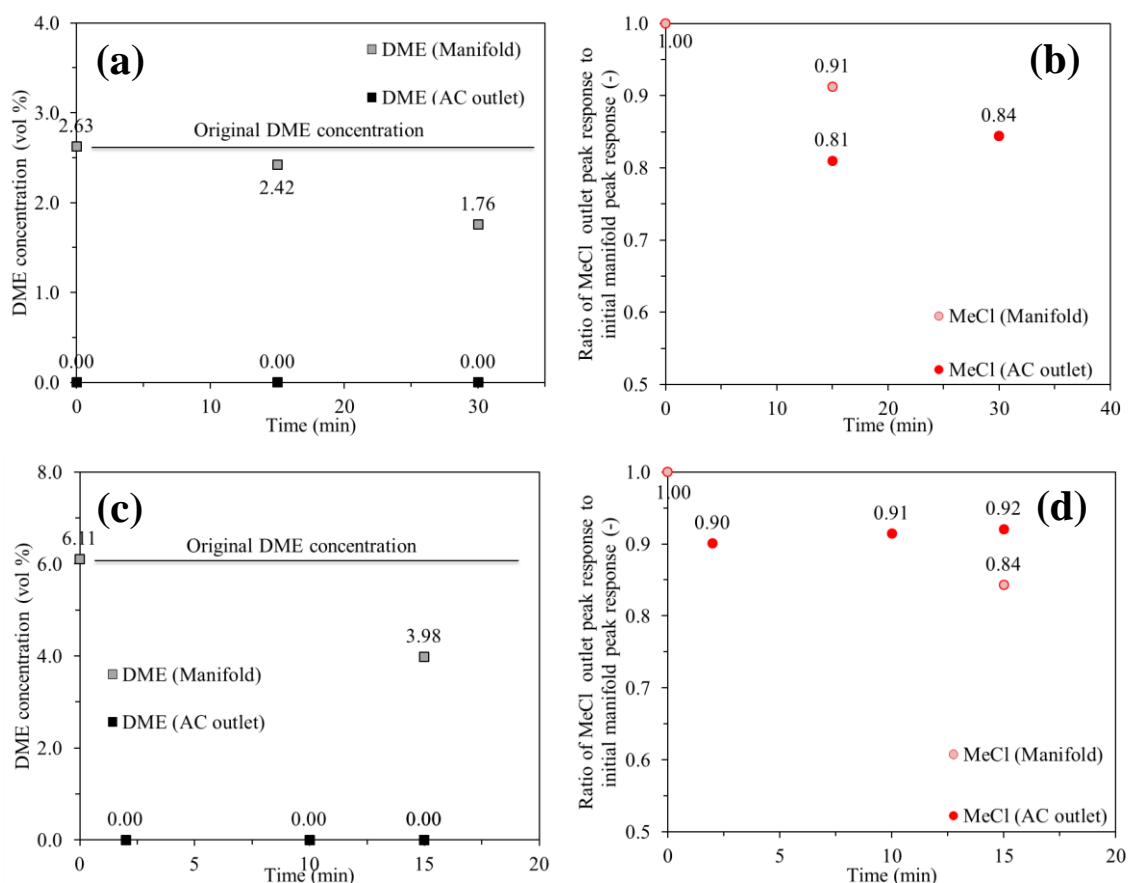 (a)
DME concentration (vol %)
4.0
3.0
2.0
1.0
0.0
DME (Manifold)
DME (AC outlet)
Original DME concentration
2.63
2.42
1.76
0.00
0.00
0.00
0
10
20
30
Time (min)
(b)
Ratio of MeCl outlet peak response to
initial manifold peak response (-)
1.0
0.9
0.8
0.7
0.6
0.5
1.00
0.91
0.81
0.84
MeCl (Manifold)
MeCl (AC outlet)
0
10
20
30
40
Time (min)
(c)
DME concentration (vol %)
8.0
6.0
4.0
2.0
0.0
6.11
Original DME concentration
3.98
DME (Manifold)
DME (AC outlet)
0.00
0.00
0.00
0
5
10
15
20
Time (min)
(d)
Ratio of MeCl outlet peak response to
initial manifold peak response (-)
1.0
0.9
0.8
0.7
0.6
0.5
1.00
0.90
0.91
0.92
0.84
MeCl (Manifold)
MeCl (AC outlet)
0
5
10
15
20
Time (min)